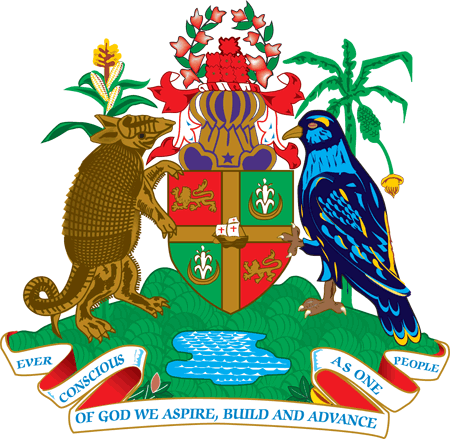 EVER
CONSCIOUS
OF GOD WE ASPIRE, BUILD AND ADVANCE
AS ONE
PEOPLE